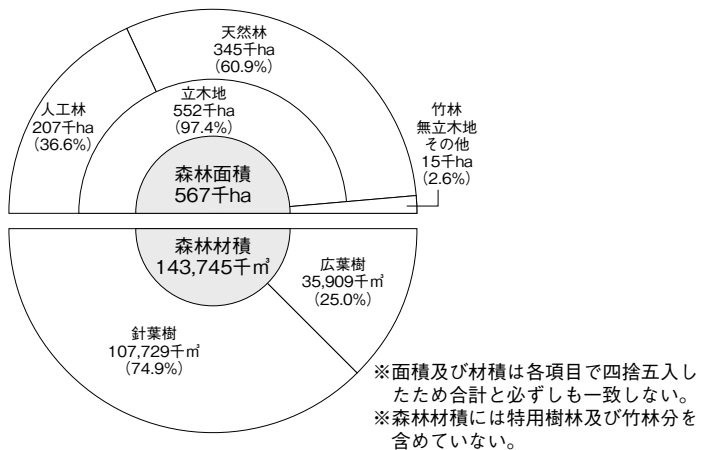 天然林
345千ha
(60.9%)
人工林
207千ha
(36.6%)
立木地
552千ha
(97.4%)
竹林
無立木地
その他
15千ha
(2.6%)
森林面積
567千ha
森林材積
143,745千㎥
広葉樹
35,909千㎥
(25.0%)
針葉樹
107,729千㎥
(74.9%)
※面積及び材積は各項目で四捨五入し
たため合計と必ずしも一致しない。
※森林材積には特用樹林及び竹林分を
含めていない。